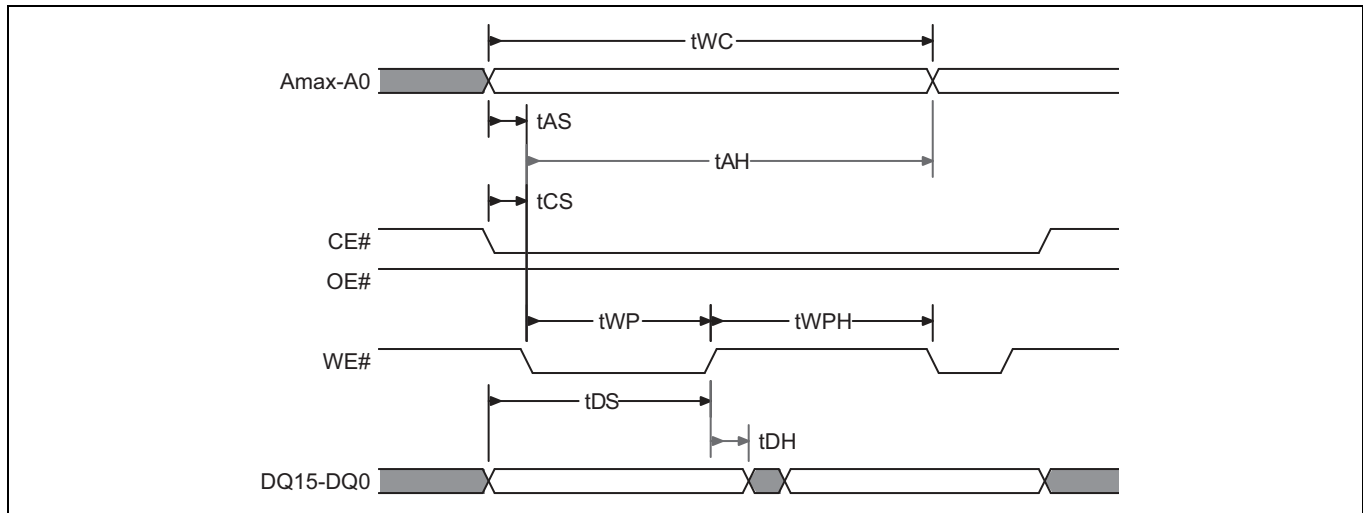 tWC
Amax-A0
tAS
tAH
tCS
CE#
OE#
tWP
tWPH
WE#
tDS
tDH
DQ15-DQ0